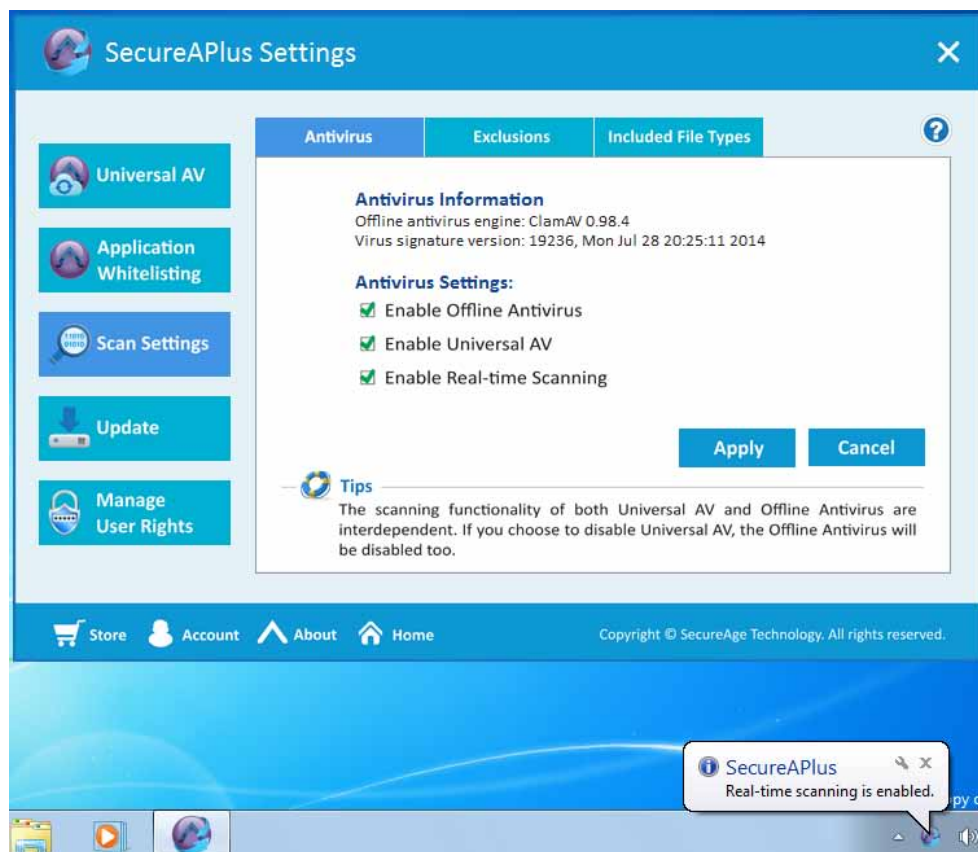 SecureAPlus Settings
Antivirus
Exclusions
Included File Types
Universal AV
Application
Whitelisting
Scan Settings
Update
Manage
User Rights
Antivirus Information
Offline antivirus engine: ClamAV 0.98.4
Virus signature version: 19236, Mon Jul 28 20:25:11 2014
Antivirus Settings:
Enable Offline Antivirus
Enable Universal AV
Enable Real-time Scanning
Apply
Cancel
Tips
The scanning functionality of both Universal AV and Offline Antivirus are
interdependent. If you choose to disable Universal AV, the Offline Antivirus will
be disabled too.
Store
Account
About
Home
Copyright © SecureAge Technology. All rights reserved.
SecureAPlus
Real-time scanning is enabled.